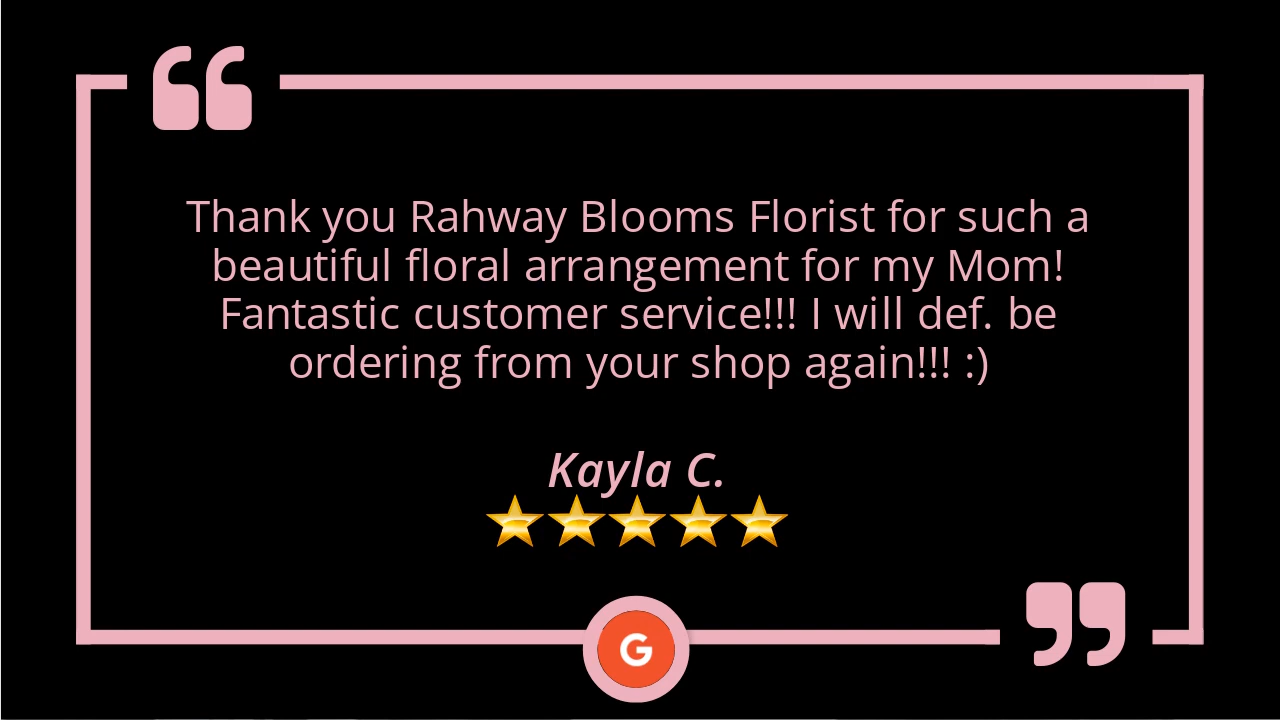 Thank you Rahway Blooms Florist for such a
beautiful floral arrangement for my Mom!
Fantastic customer service!!! I will def. be
ordering from your shop again!!! :)
Kayla C.
G